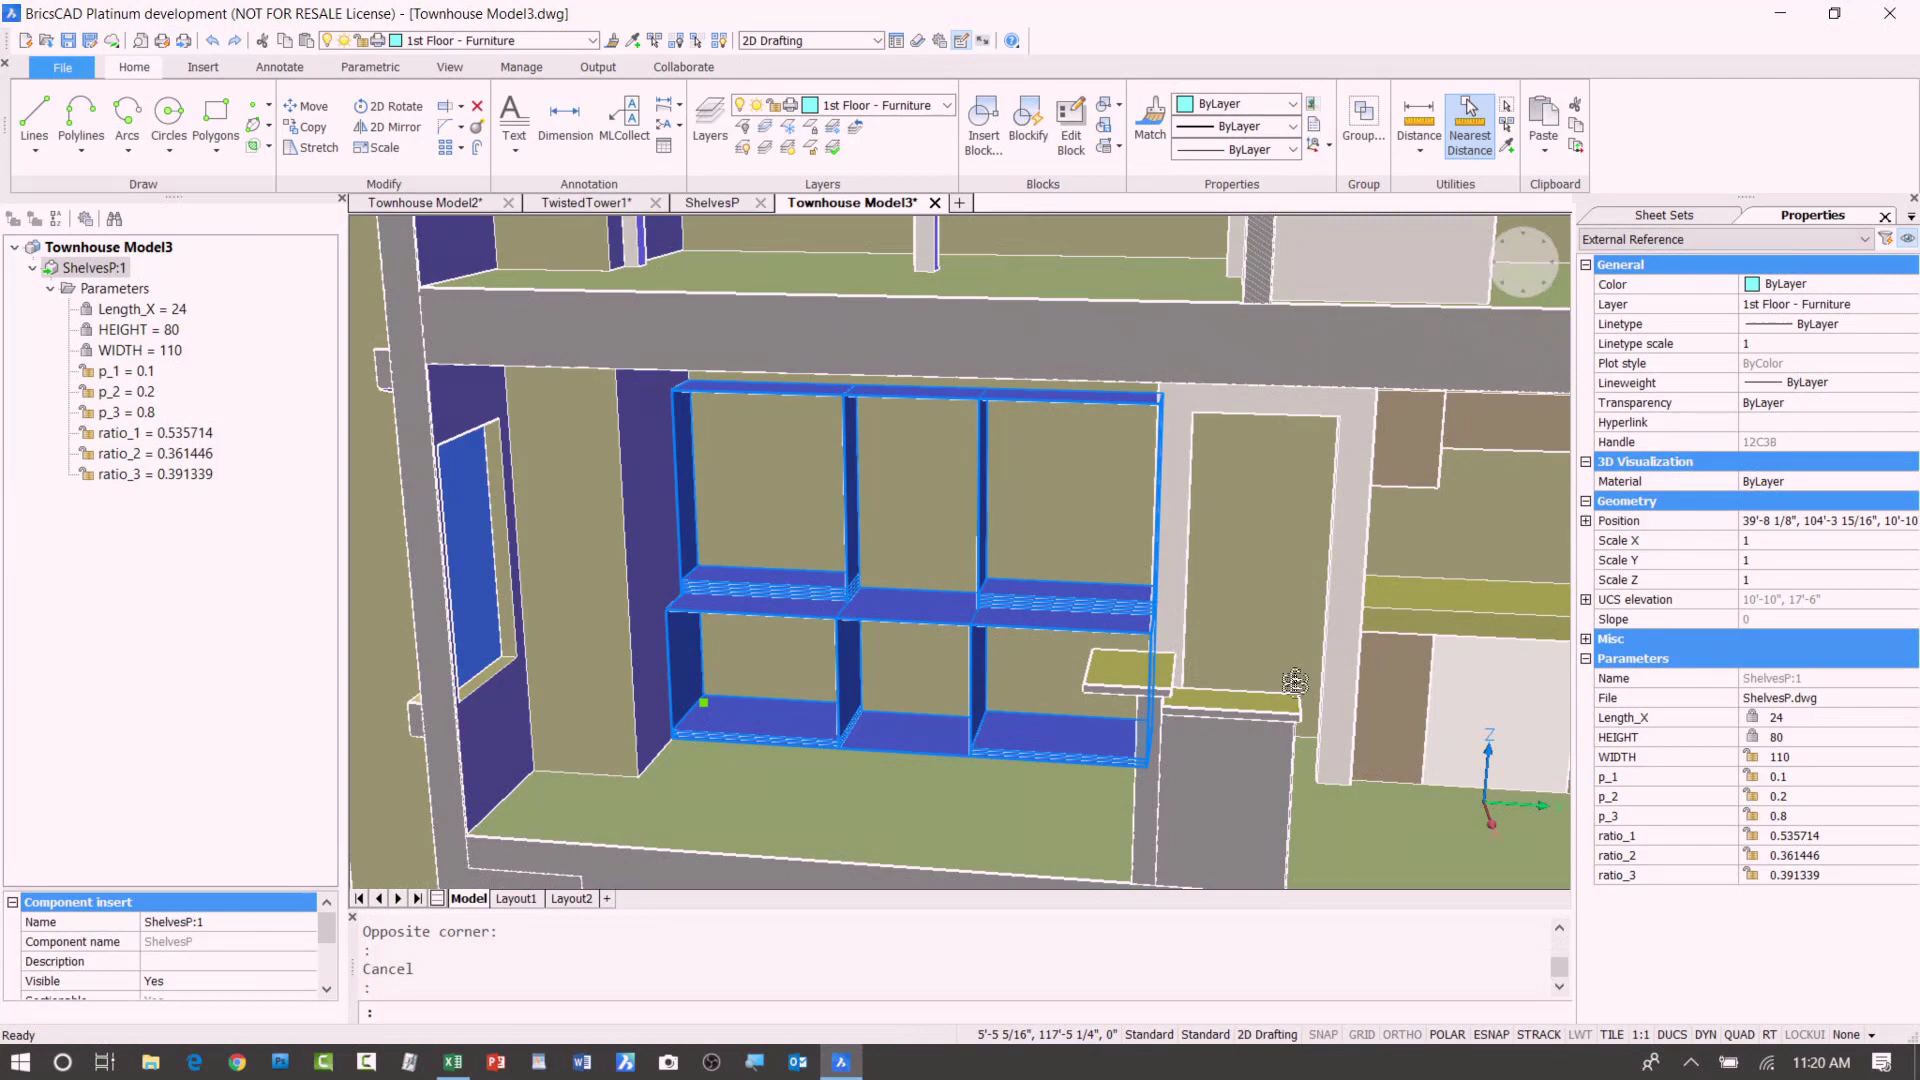 BricsCAD Platinum development (NOT FOR RESALE License) - [Townhouse Model3.dwg]
1st Floor - Furniture
2D Drafting
File Home Insert Annotate Parametric View Manage Output Collaborate
Lines Polylines Arcs Circles Polygons
Draw
Move 2D Rotate
Copy 2D Mirror
Stretch Scale
Modify
Text Dimension MLCollect
Annotation
Layers
1st Floor - Furniture
Layers
Insert Block...
Blockify
Edit Block
Blocks
Match
ByLayer
ByLayer
ByLayer
Properties
Group...
Group
Distance
Nearest Distance
Utilities
Paste
Clipboard
Townhouse Model2* TwistedTower1* ShelvesP Townhouse Model3*
Townhouse Model3
ShelvesP:1
Parameters
Length_X = 24
HEIGHT = 80
WIDTH = 110
p_1 = 0.1
p_2 = 0.2
p_3 = 0.8
ratio_1 = 0.535714
ratio_2 = 0.361446
ratio_3 = 0.391339
Component insert
Name ShelvesP:1
Component name ShelvesP
Description
Visible Yes
Z
Model Layout1 Layout2 +
Opposite corner:
:
Cancel
:
:
Sheet Sets Properties
External Reference
General
Color ByLayer
Layer 1st Floor - Furniture
Linetype ByLayer
Linetype scale 1
Plot style ByColor
Lineweight ByLayer
Transparency ByLayer
Hyperlink
Handle 12C3B
3D Visualization
Material ByLayer
Geometry
Position 39'-8 1/8", 104'-3 15/16", 10'-10
Scale X 1
Scale Y 1
Scale Z 1
UCS elevation 10'-10", 17'-6"
Slope 0
Misc
Parameters
Name ShelvesP:1
File ShelvesP.dwg
Length_X 24
HEIGHT 80
WIDTH 110
p_1 0.1
p_2 0.2
p_3 0.8
ratio_1 0.535714
ratio_2 0.361446
ratio_3 0.391339
Ready
5'-5 5/16", 117'-5 1/4", 0" Standard Standard 2D Drafting SNAP GRID ORTHO POLAR ESNAP STRACK LWT TILE 1:1 DUCS DYN QUAD RT LOCKUI None
11:20 AM